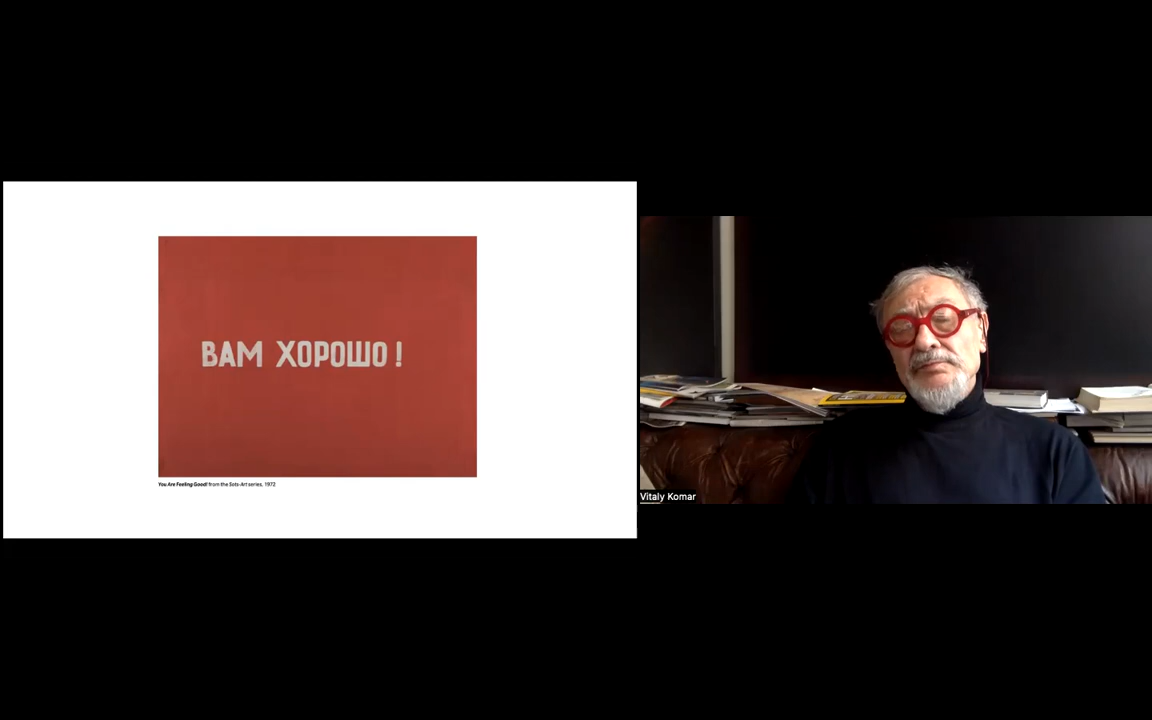 ВАМ ХОРОШО!
You Are Feeling Good! from the Sots-Art series, 1972
Vitaly Komar